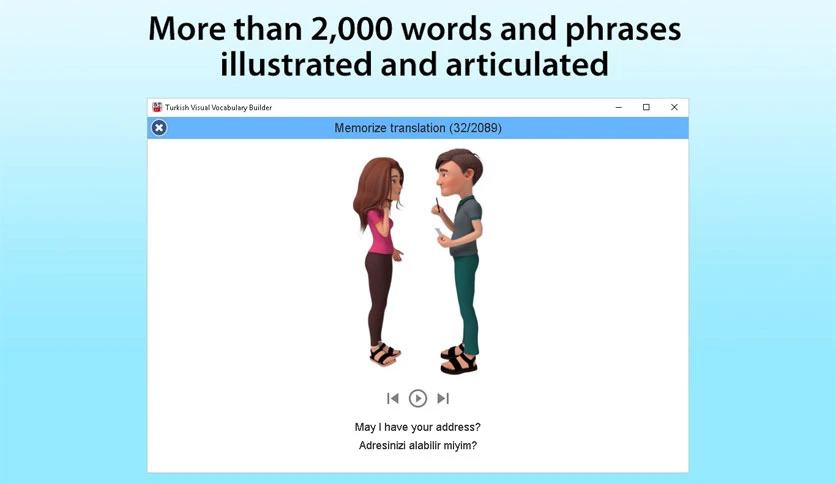 More than 2,000 words and phrases
illustrated and articulated
Turkish Visual Vocabulary Builder
Memorize translation (32/2089)
May I have your address?
Adresinizi alabilir miyim?